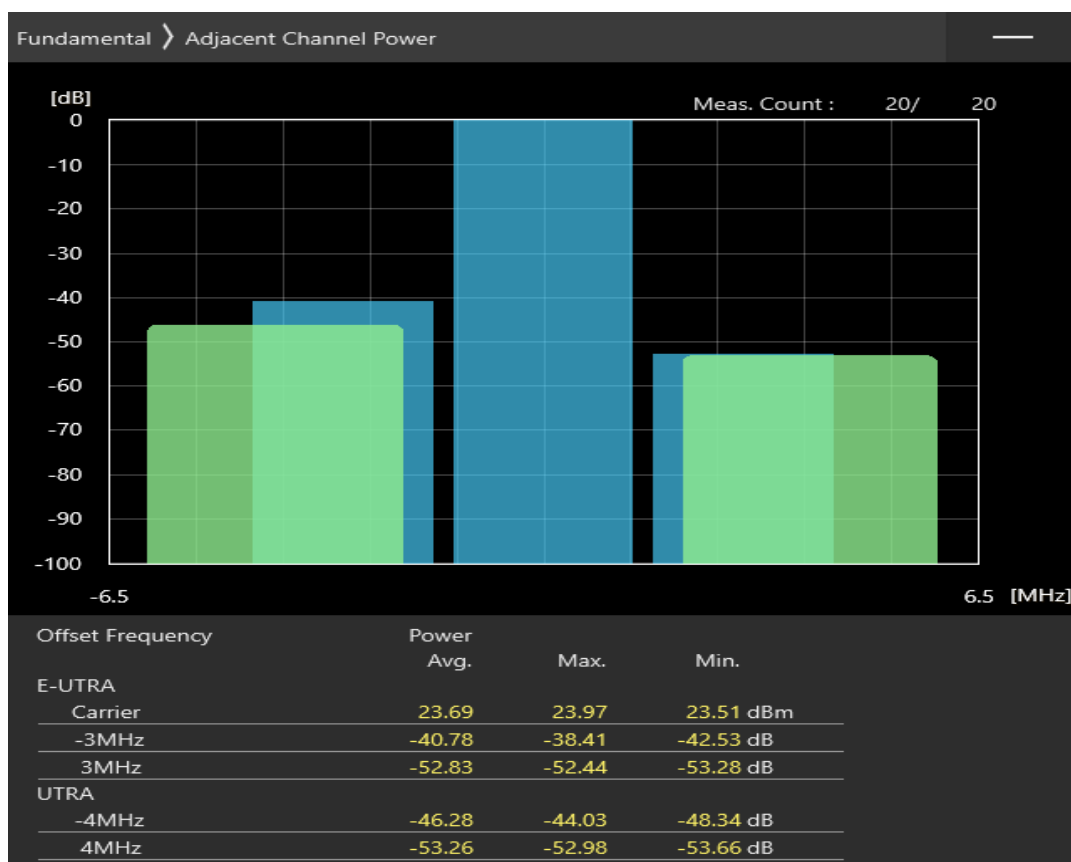 Fundamental 〉 Adjacent Channel Power
[dB]
Meas. Count : 20/ 20
0
-10
-20
-30
-40
-50
-60
-70
-80
-90
-100
-6.5 6.5 [MHz]
Offset Frequency Power
Avg. Max. Min.
E-UTRA
Carrier 23.69 23.97 23.51 dBm
-3MHz -40.78 -38.41 -42.53 dB
3MHz -52.83 -52.44 -53.28 dB
UTRA
-4MHz -46.28 -44.03 -48.34 dB
4MHz -53.26 -52.98 -53.66 dB